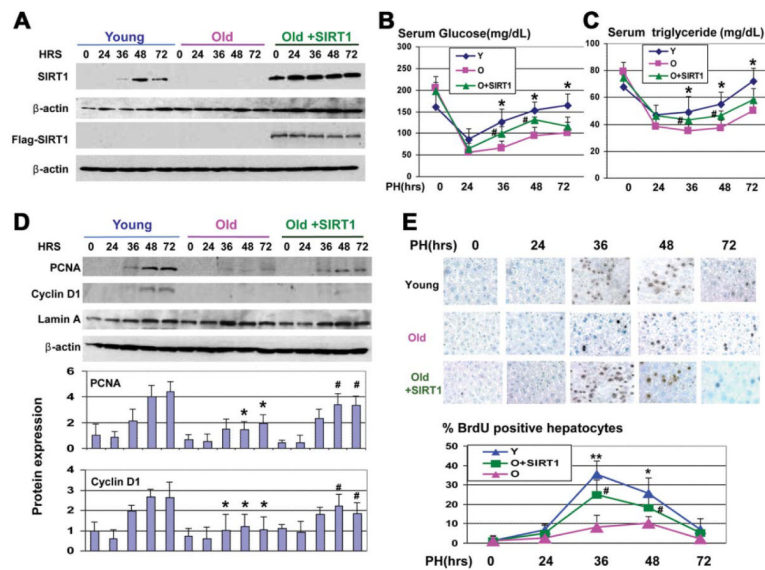 A
Young Old Old +SIRT1
HRS 0 24 36 48 72 0 24 36 48 72 0 24 36 48 72
SIRT1
β-actin
Flag-SIRT1
β-actin
B
Serum Glucose(mg/dL)
300
250
200
150
100
50
0
Y
O
O+SIRT1
* * *
# #
PH(hrs) 0 24 36 48 72
C
Serum triglyceride (mg/dL)
100
80
60
40
20
0
Y
O
O+SIRT1
* * *
# #
0 24 36 48 72
D
Young Old Old +SIRT1
HRS 0 24 36 48 72 0 24 36 48 72 0 24 36 48 72
PCNA
Cyclin D1
Lamin A
β-actin
Protein expression
PCNA
6
4
2
0
* * # #
Cyclin D1
4
3
2
1
0
* * * # #
E
PH(hrs) 0 24 36 48 72
Young
Old
Old
+SIRT1
% BrdU positive hepatocytes
50
40
30
20
10
0
Y
O+SIRT1
O
** *
# #
PH(hrs) 0 24 36 48 72